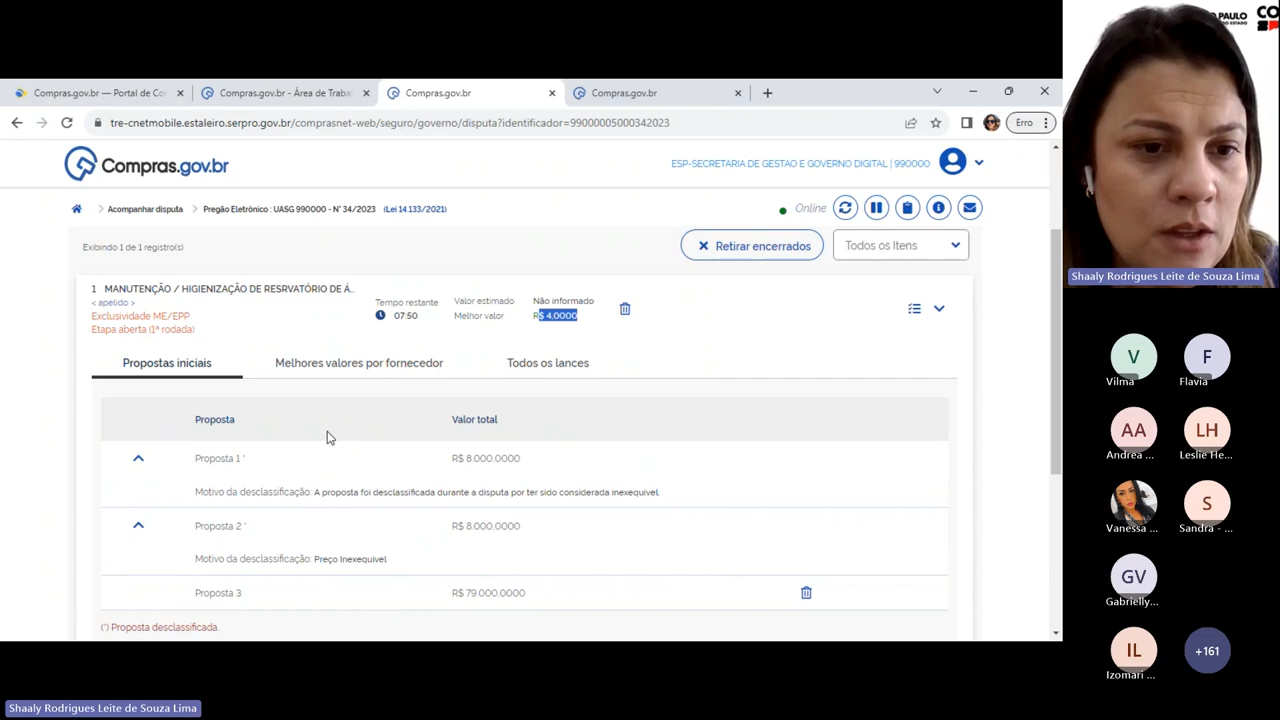 Compras.gov.br — Portal de Co
Compras.gov.br - Área de Traba
Compras.gov.br
Compras.gov.br
tre-cnetmobile.estaleiro.serpro.gov.br/comprasnet-web/seguro/governo/disputa?identificador=99000005000342023
Erro
Compras.gov.br
ESP-SECRETARIA DE GESTAO E GOVERNO DIGITAL | 990000
Acompanhar disputa
Pregão Eletrônico : UASG 990000 - N° 34/2023 (Lei 14.133/2021)
Online
Exibindo 1 de 1 registro(s)
Retirar encerrados
Todos os Itens
1 MANUTENÇÃO / HIGIENIZAÇÃO DE RESRVATÓRIO DE Á...
< apelido >
Exclusividade ME/EPP
Etapa aberta (1ª rodada)
Tempo restante
07:50
Valor estimado Não informado
Melhor valor R$ 4,0000
Propostas iniciais
Melhores valores por fornecedor
Todos os lances
Proposta Valor total
Proposta 1 * R$ 8.000,0000
Motivo da desclassificação: A proposta foi desclassificada durante a disputa por ter sido considerada inexequível
Proposta 2 * R$ 8.000,0000
Motivo da desclassificação: Preço Inexequível
Proposta 3 R$ 79.000,0000
(*) Proposta desclassificada.
PAULO
CO
Shaaly Rodrigues Leite de Souza Lima
V
Vilma
F
Flavia
AA
Andrea ...
LH
Leslie He...
Vanessa ...
S
Sandra - ...
GV
Gabrielly...
IL
Izomari ...
+161
Shaaly Rodrigues Leite de Souza Lima